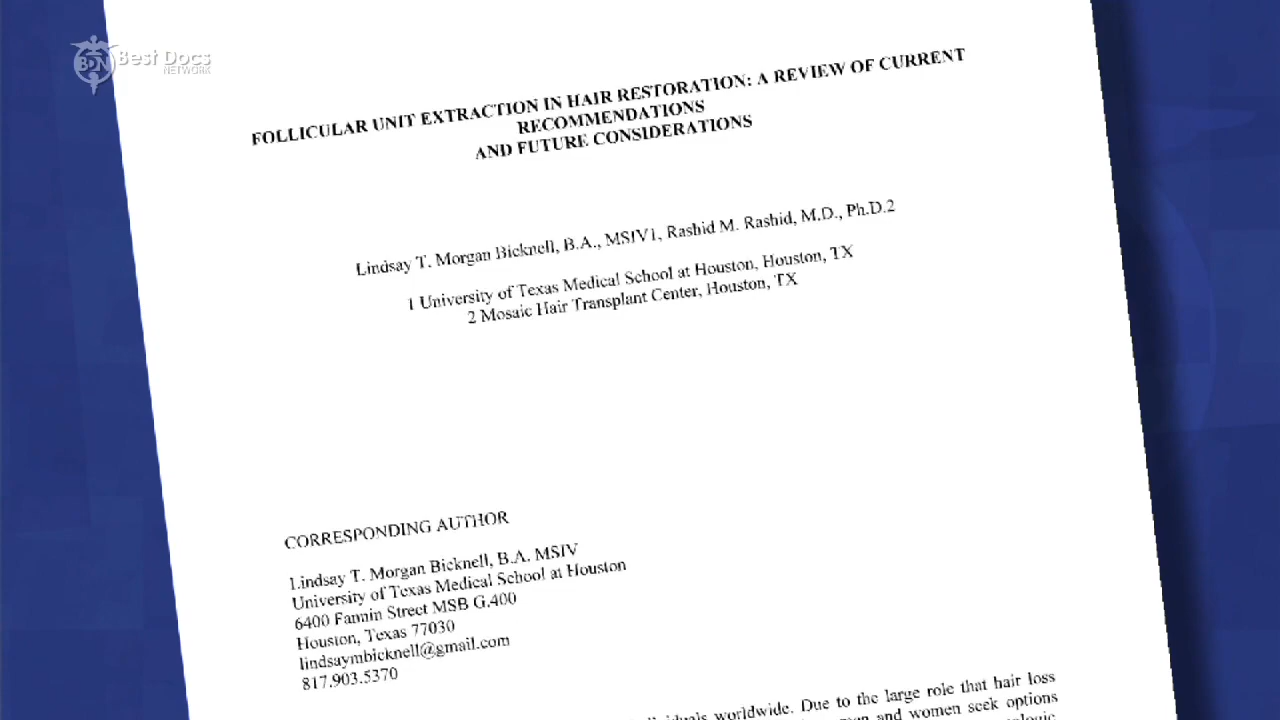 BDN Best Docs
NETWORK
FOLLICULAR UNIT EXTRACTION IN HAIR RESTORATION: A REVIEW OF CURRENT
RECOMMENDATIONS
AND FUTURE CONSIDERATIONS
Lindsay T. Morgan Bicknell, B.A., MSIV1, Rashid M. Rashid, M.D., Ph.D.2
1 University of Texas Medical School at Houston, Houston, TX
2 Mosaic Hair Transplant Center, Houston, TX
CORRESPONDING AUTHOR
Lindsay T. Morgan Bicknell, B.A. MSIV
University of Texas Medical School at Houston
6400 Fannin Street MSB G.400
Houston, Texas 77030
lindsaymbicknell@gmail.com
817.903.5370
worldwide. Due to the large role that hair loss
and women seek options